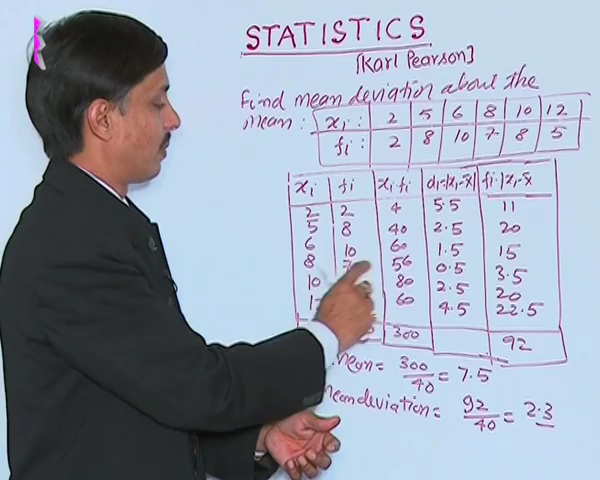 STATISTICS
[Karl Pearson]
Find mean deviation about the
mean: xi: 2 5 6 8 10 12
fi: 2 8 10 7 8 5
xi fi xi·fi di=|xi-x̄| fi·|xi-x̄
2 2 4 5.5 11
5 8 40 2.5 20
6 10 60 1.5 15
8 7 56 0.5 3.5
10 80 2.5 20
60 4.5 22.5
300 92
mean = 300/40 = 7.5
mean deviation = 92/40 = 2.3